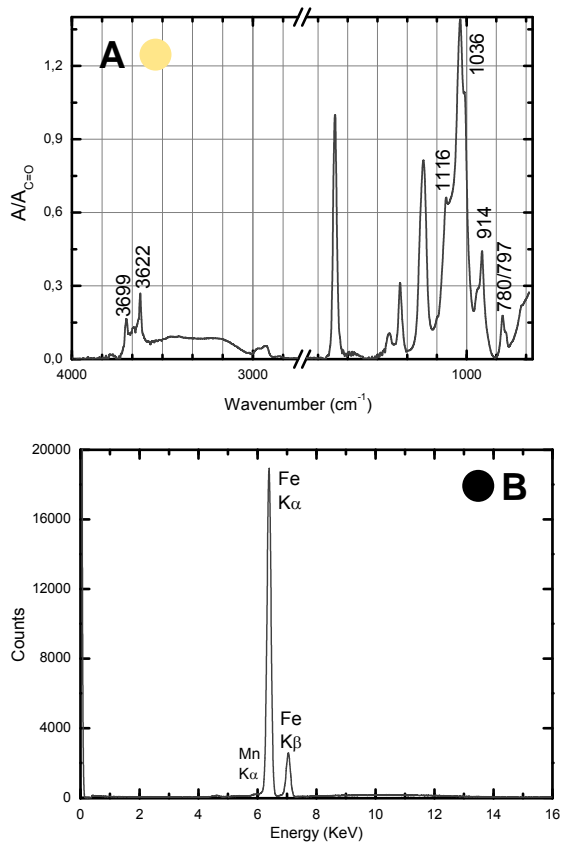 A
A/A_C=O
1,2
0,9
0,6
0,3
0,0
3699
3622
1116
1036
914
780/797
4000
3000
1000
Wavenumber (cm⁻¹)
B
Counts
20000
16000
12000
8000
4000
0
Fe
Kα
Mn
Kα
Fe
Kβ
0 2 4 6 8 10 12 14 16
Energy (KeV)